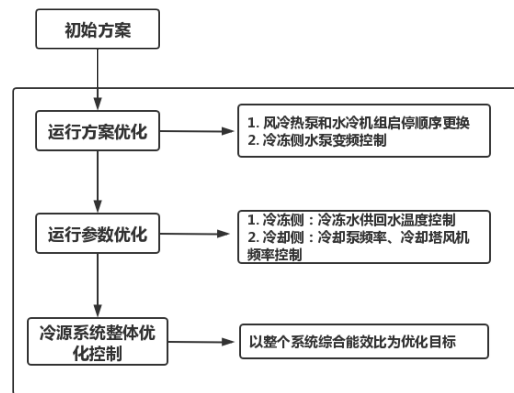 初始方案
运行方案优化
1. 风冷热泵和水冷机组启停顺序更换
2. 冷冻侧水泵变频控制
运行参数优化
1. 冷冻侧：冷冻水供回水温度控制
2. 冷却侧：冷却泵频率、冷却塔风机
频率控制
冷源系统整体优
化控制
以整个系统综合能效比为优化目标